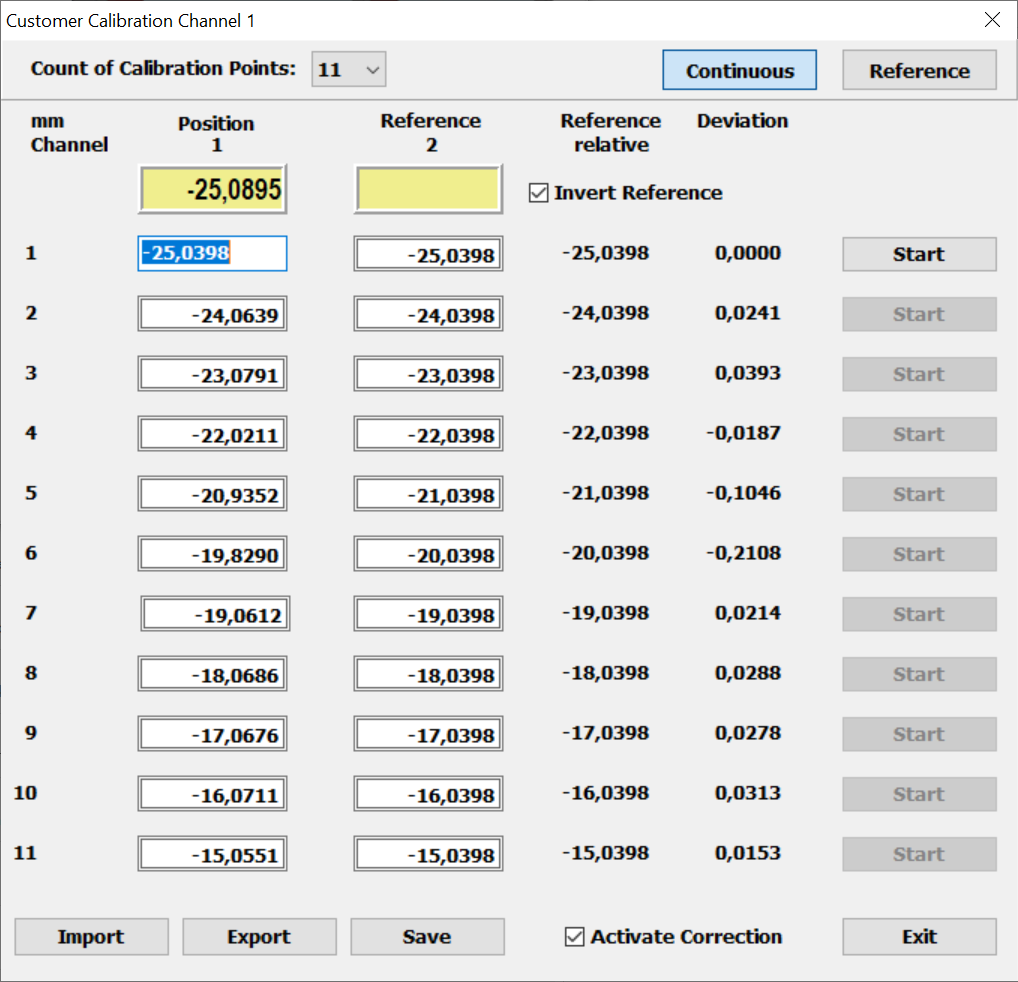 Customer Calibration Channel 1
Count of Calibration Points: 11 Continuous Reference
mm Position Reference Reference Deviation
Channel 1 2 relative
-25,0895 Invert Reference
1 -25,0398 -25,0398 -25,0398 0,0000 Start
2 -24,0639 -24,0398 -24,0398 0,0241 Start
3 -23,0791 -23,0398 -23,0398 0,0393 Start
4 -22,0211 -22,0398 -22,0398 -0,0187 Start
5 -20,9352 -21,0398 -21,0398 -0,1046 Start
6 -19,8290 -20,0398 -20,0398 -0,2108 Start
7 -19,0612 -19,0398 -19,0398 0,0214 Start
8 -18,0686 -18,0398 -18,0398 0,0288 Start
9 -17,0676 -17,0398 -17,0398 0,0278 Start
10 -16,0711 -16,0398 -16,0398 0,0313 Start
11 -15,0551 -15,0398 -15,0398 0,0153 Start
Import Export Save Activate Correction Exit